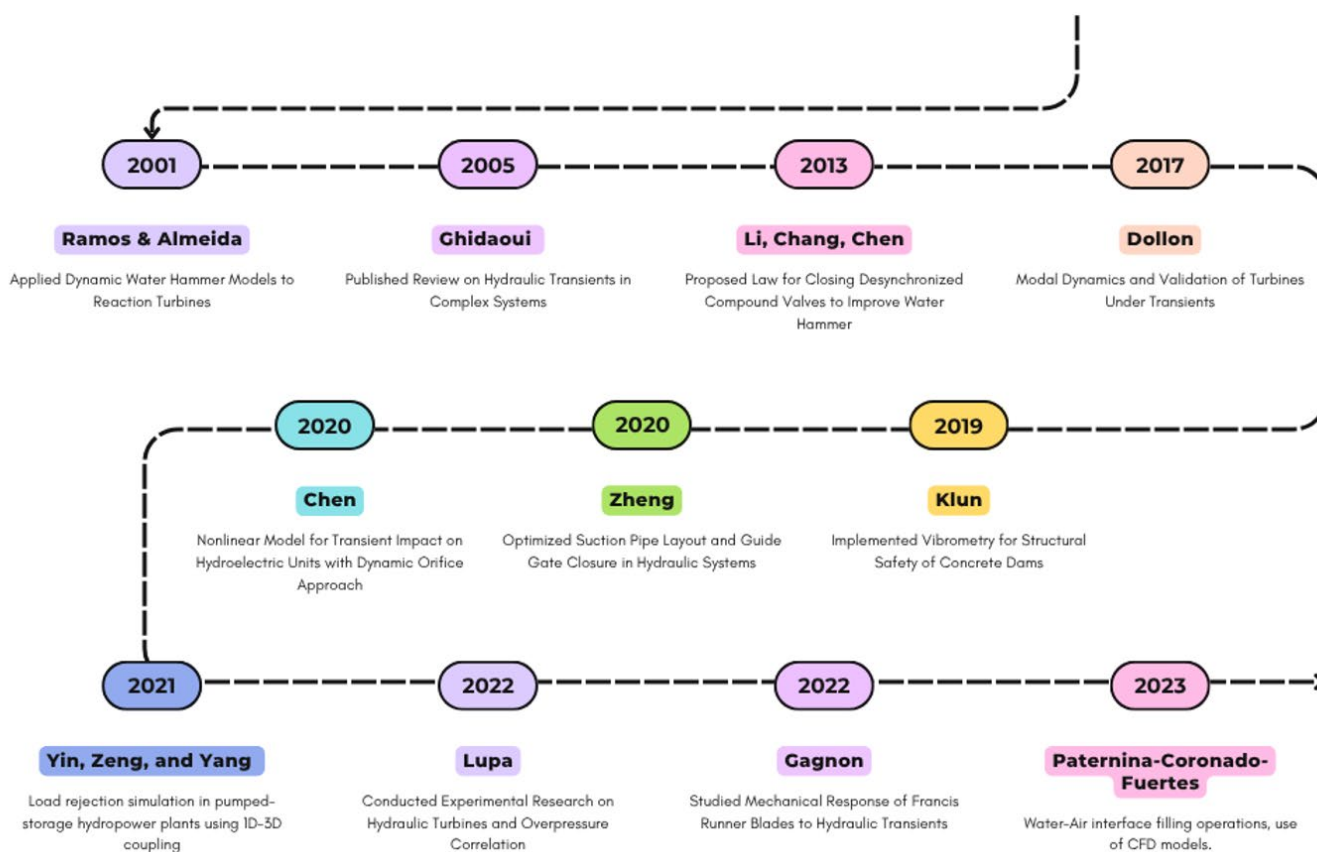 2001
2005
2013
2017
Ramos & Almeida
Ghidaoui
Li, Chang, Chen
Dollon
Applied Dynamic Water Hammer Models to
Reaction Turbines
Published Review on Hydraulic Transients in
Complex Systems
Proposed Law for Closing Desynchronized
Compound Valves to Improve Water
Hammer
Modal Dynamics and Validation of Turbines
Under Transients
2020
2020
2019
Chen
Zheng
Klun
Nonlinear Model for Transient Impact on
Hydroelectric Units with Dynamic Orifice
Approach
Optimized Suction Pipe Layout and Guide
Gate Closure in Hydraulic Systems
Implemented Vibrometry for Structural
Safety of Concrete Dams
2021
2022
2022
2023
Yin, Zeng, and Yang
Lupa
Gagnon
Paternina-Coronado-
Fuertes
Load rejection simulation in pumped-
storage hydropower plants using 1D-3D
coupling
Conducted Experimental Research on
Hydraulic Turbines and Overpressure
Correlation
Studied Mechanical Response of Francis
Runner Blades to Hydraulic Transients
Water-Air interface filling operations, use
of CFD models.